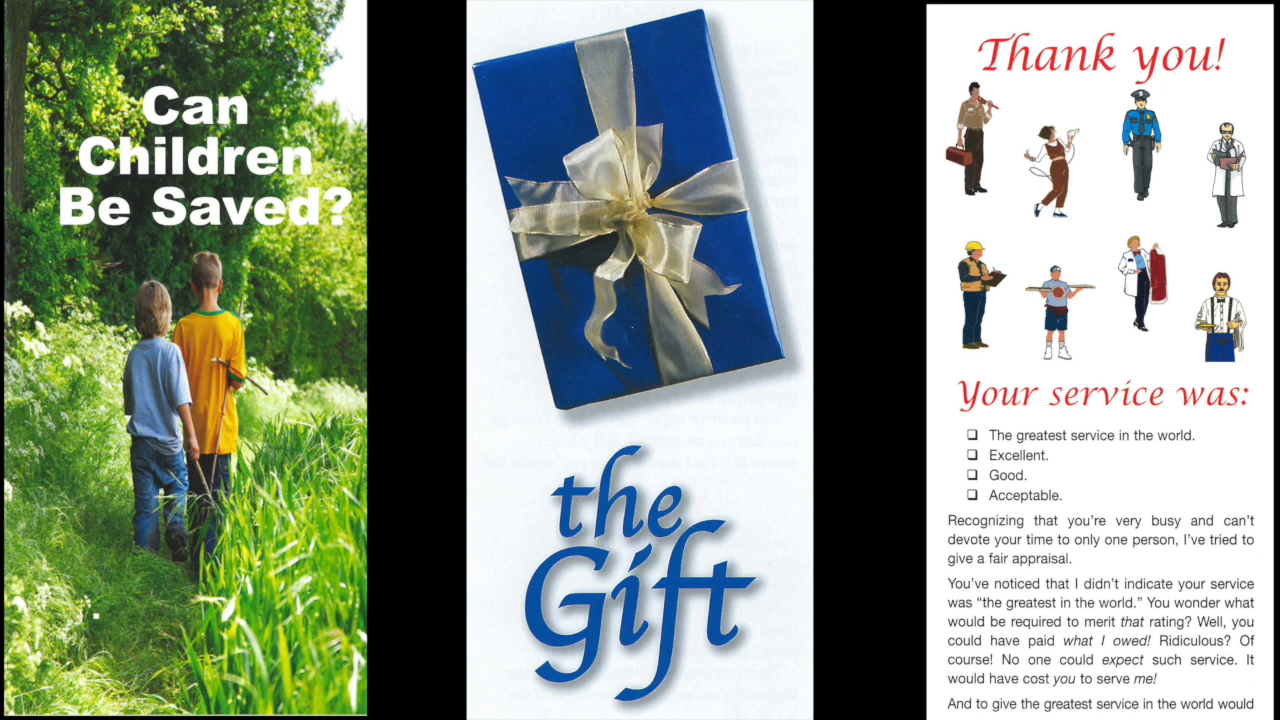 Can
Children
Be Saved?
the
Gift
Thank you!
Your service was:
❑ The greatest service in the world.
❑ Excellent.
❑ Good.
❑ Acceptable.
Recognizing that you're very busy and can't
devote your time to only one person, I've tried to
give a fair appraisal.
You've noticed that I didn't indicate your service
was “the greatest in the world.” You wonder what
would be required to merit that rating? Well, you
could have paid what I owed! Ridiculous? Of
course! No one could expect such service. It
would have cost you to serve me!
And to give the greatest service in the world would